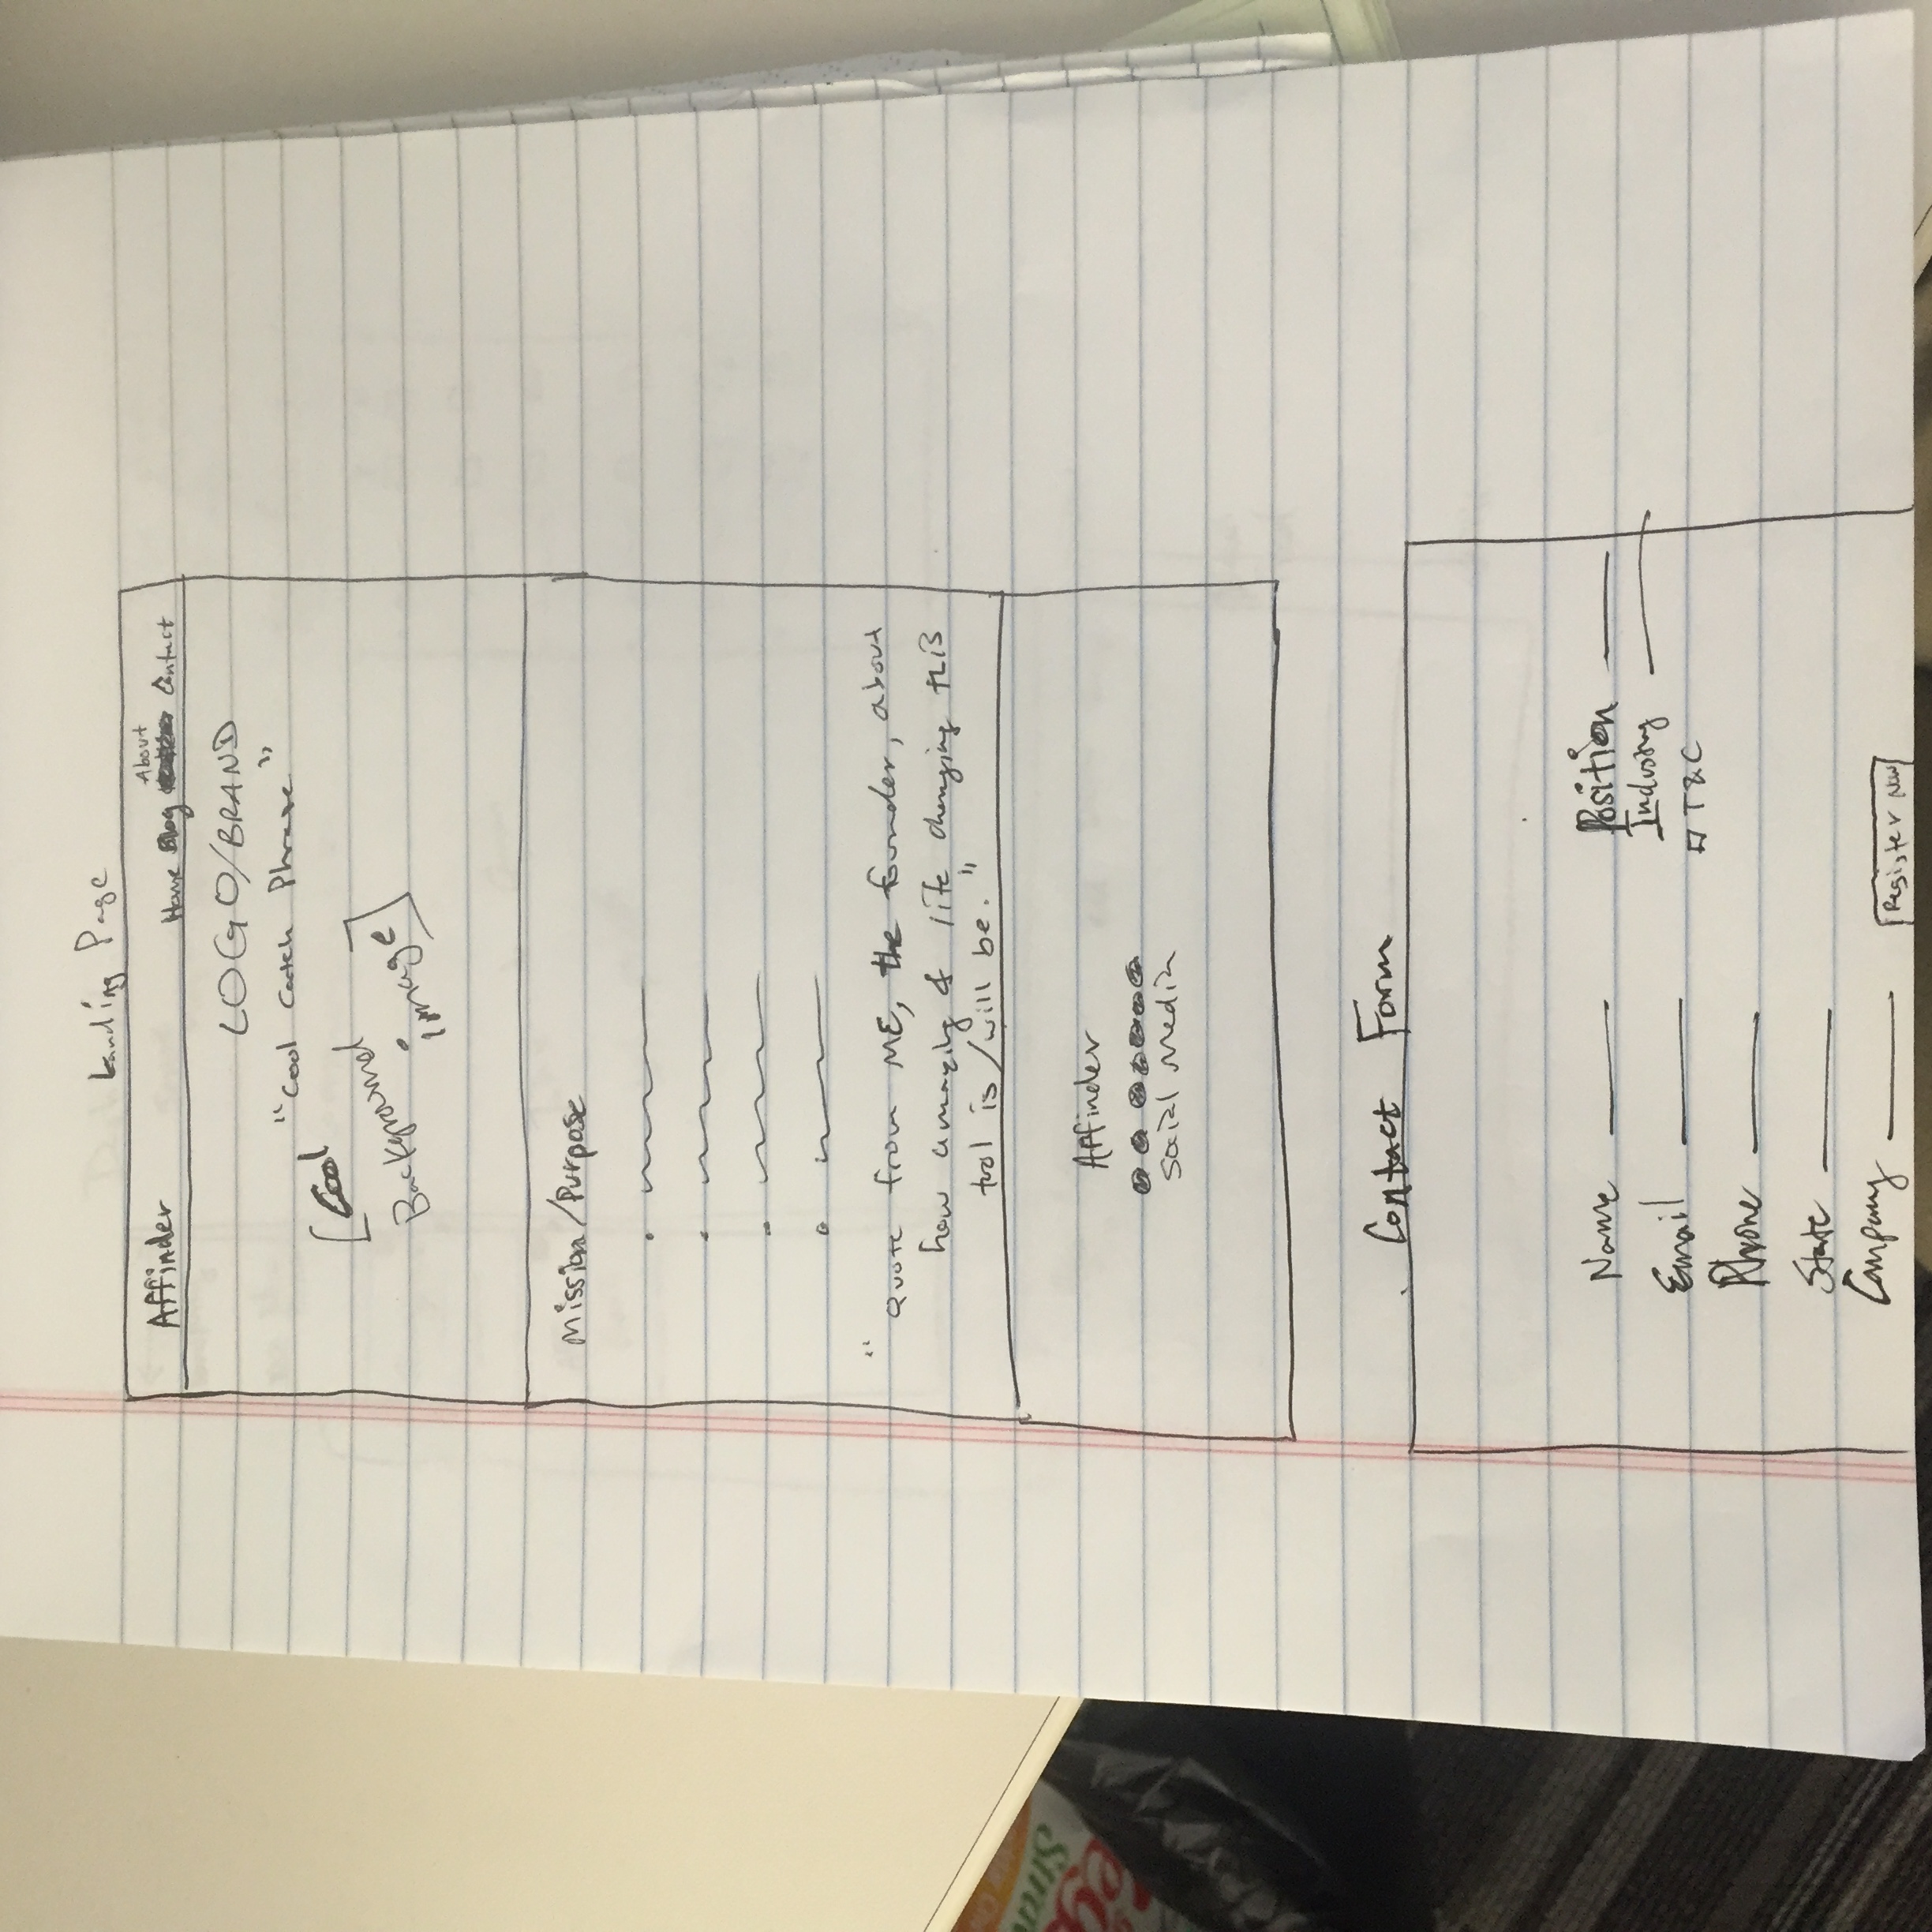 Landing Page
Affinder
Home Blog About Contact
LOGO/BRAND
"Cool Catch Phrase"
[Cool
Background
image]
Mission/Purpose
"Quote from ME, the founder, about
how amazing & life changing this
tool is/will be."
Affinder
Social Media
Contact Form
Name
Position
Industry
Email
T&C
Phone
State
Company
Register Now